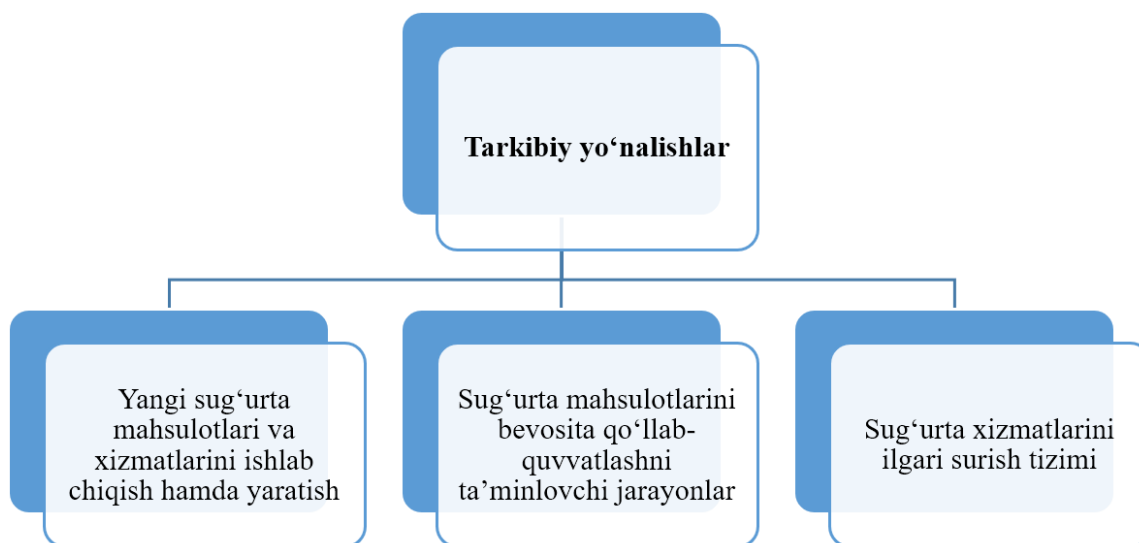 Tarkibiy yo‘nalishlar
Yangi sug‘urta
mahsulotlari va
xizmatlarini ishlab
chiqish hamda yaratish
Sug‘urta mahsulotlarini
bevosita qo‘llab-
quvvatlashni
ta’minlovchi jarayonlar
Sug‘urta xizmatlarini
ilgari surish tizimi